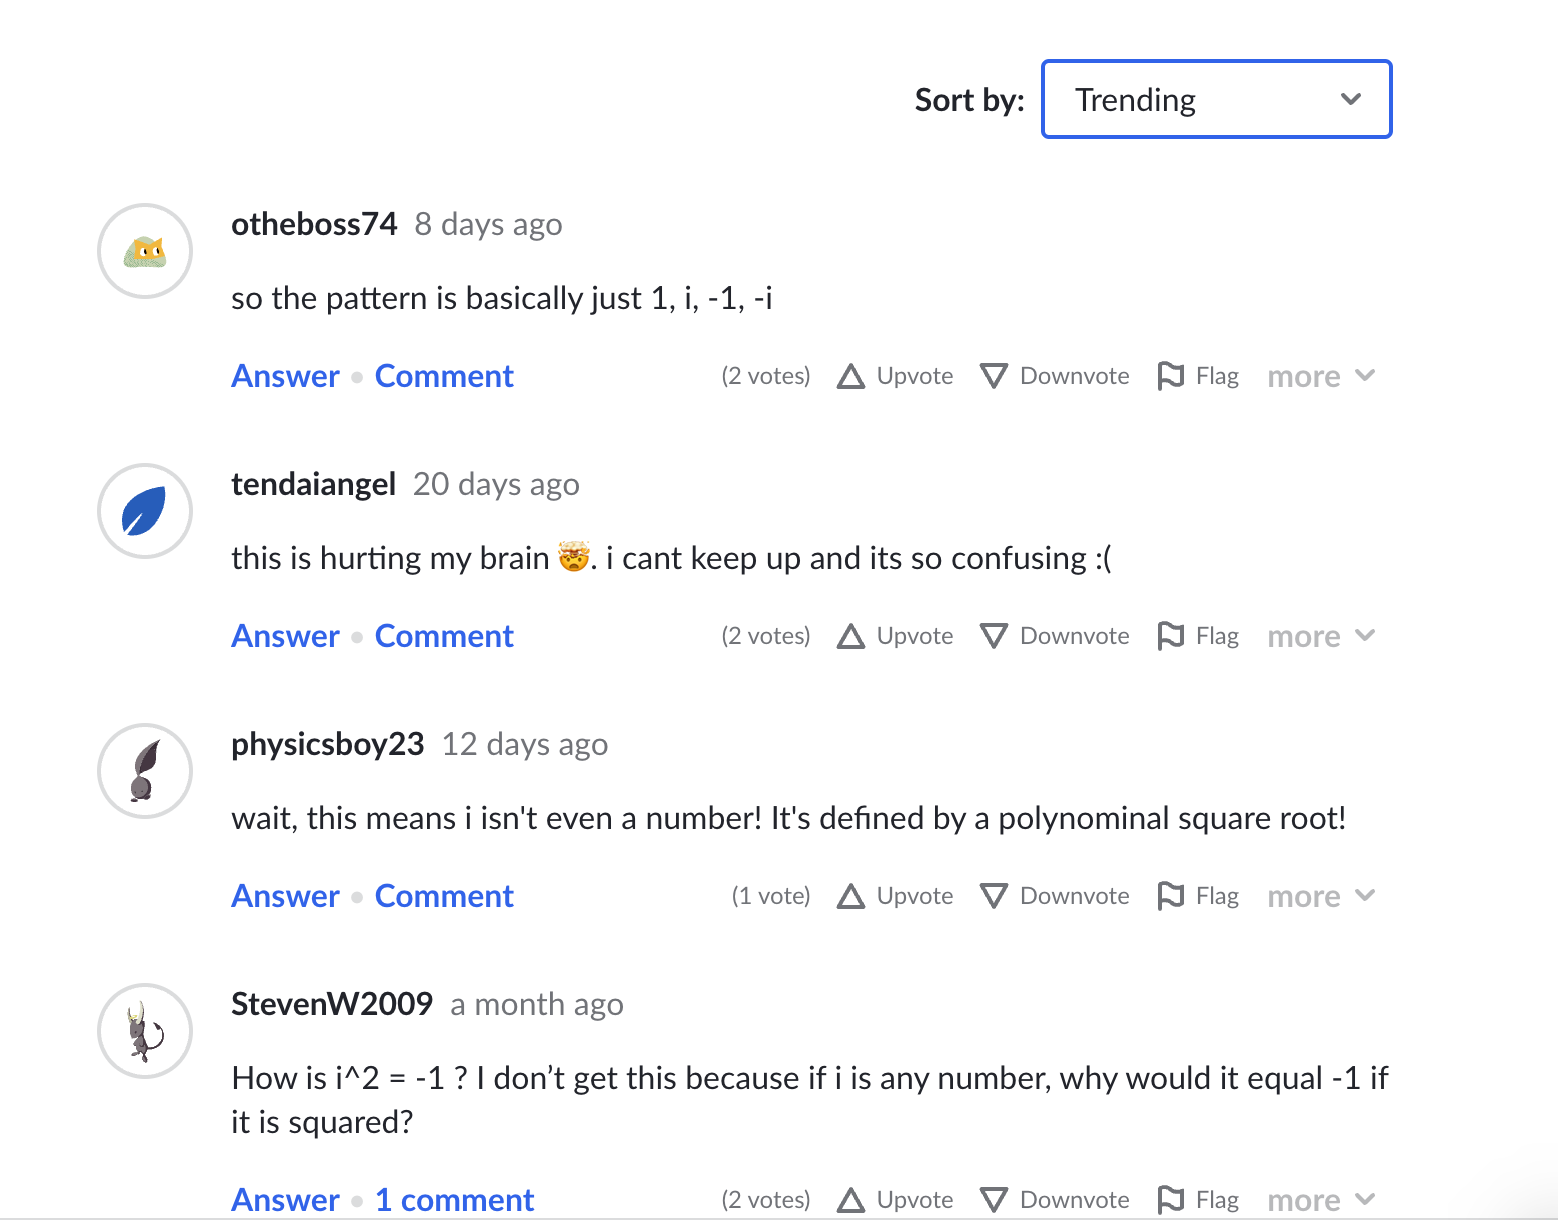 Sort by: Trending
otheboss74 8 days ago
so the pattern is basically just 1, i, -1, -i
Answer • Comment (2 votes) Upvote Downvote Flag more
tendaiangel 20 days ago
this is hurting my brain 🤯. i cant keep up and its so confusing :(
Answer • Comment (2 votes) Upvote Downvote Flag more
physicsboy23 12 days ago
wait, this means i isn't even a number! It's defined by a polynominal square root!
Answer • Comment (1 vote) Upvote Downvote Flag more
StevenW2009 a month ago
How is i^2 = -1 ? I don’t get this because if i is any number, why would it equal -1 if
it is squared?
Answer • 1 comment (2 votes) Upvote Downvote Flag more